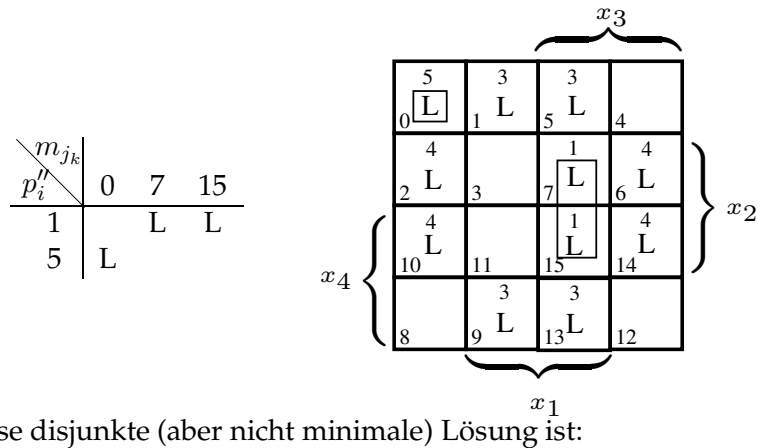 x₃
5 3 3
L L L
0 1 5 4
m_{j_k}
p''_i 0 7 15
1 L L
5 L
4 1 4
L L L
2 3 7 6
x₂
4 1 4
L L L
10 11 15 14
x₄
3 3
L L
8 9 13 12
x₁
se disjunkte (aber nicht minimale) Lösung ist: